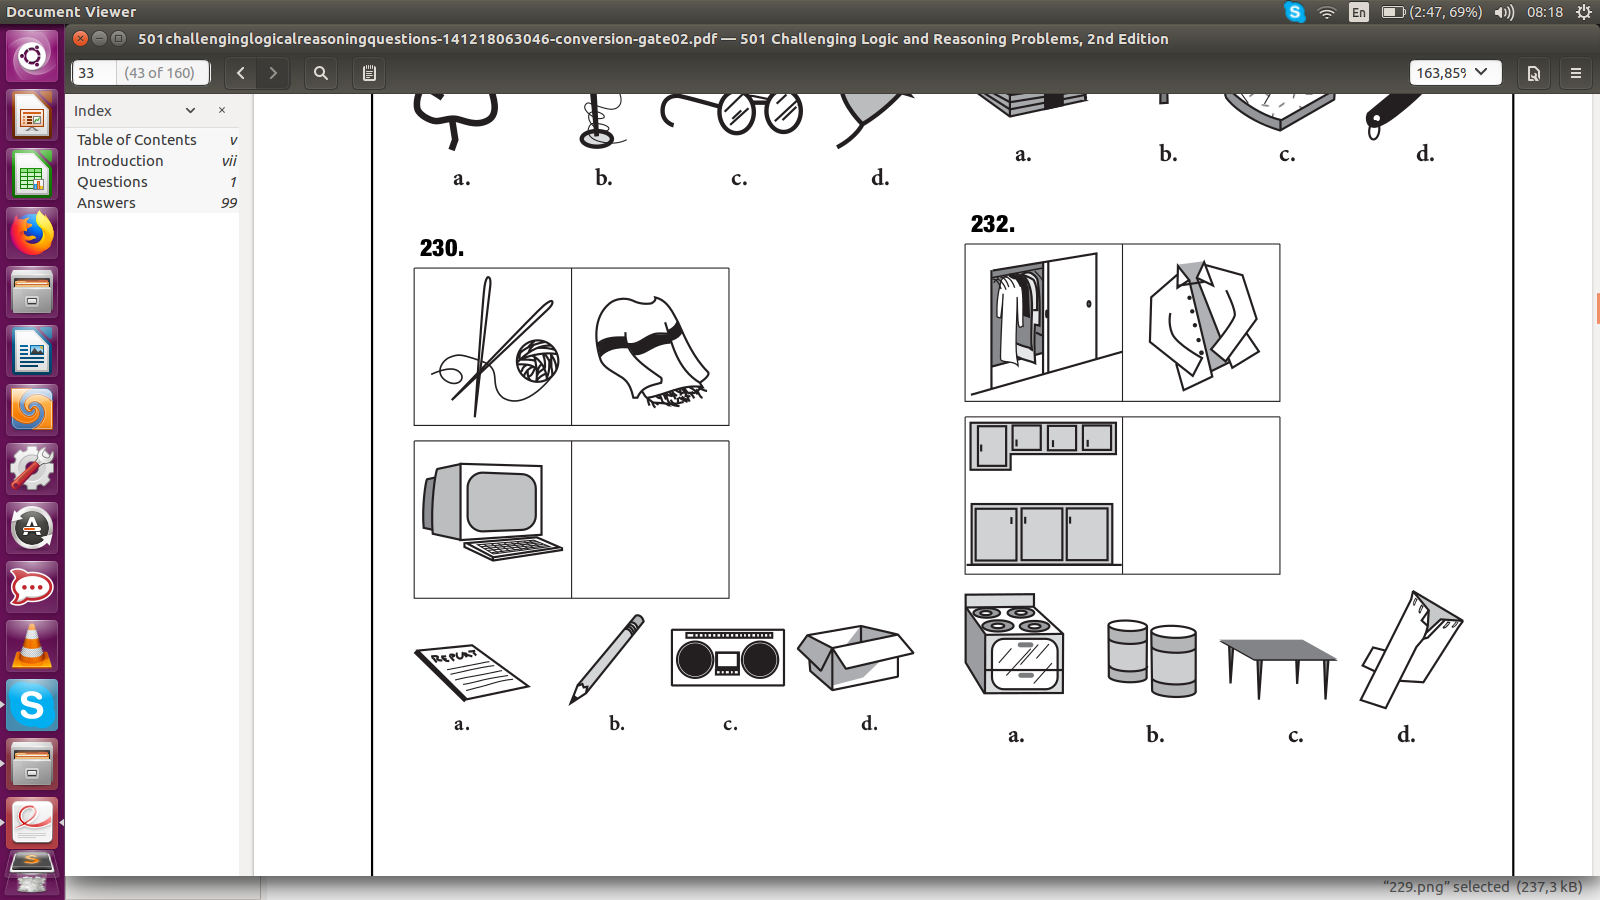 Document Viewer
En
(2:47, 69%)
08:18
501challenginglogicalreasoningquestions-141218063046-conversion-gate02.pdf — 501 Challenging Logic and Reasoning Problems, 2nd Edition
33 (43 of 160)
163,85%
Index
Table of Contents v
Introduction vii
Questions 1
Answers 99
a. b. c. d.
230.
REPORT
a. b. c. d.
a. b. c. d.
232.
a. b. c. d.
"229.png" selected (237,3 kB)